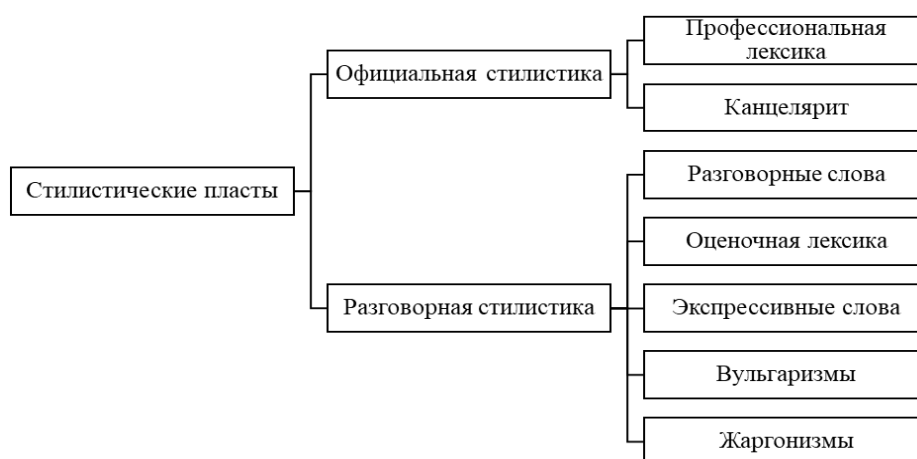 Стилистические пласты
Официальная стилистика
Профессиональная
лексика
Канцелярит
Разговорная стилистика
Разговорные слова
Оценочная лексика
Экспрессивные слова
Вульгаризмы
Жаргонизмы